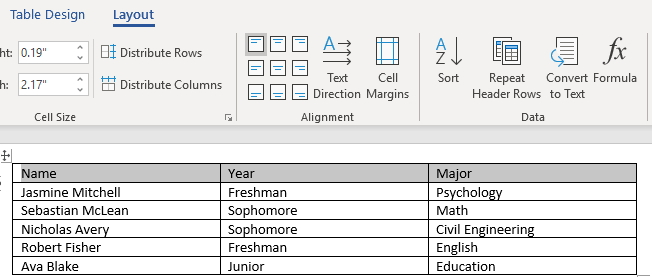 Table Design Layout
ht: 0.19" Distribute Rows
h: 2.17" Distribute Columns
Text Direction
Cell Margins
A Z Sort
Repeat Header Rows
Convert to Text
fx Formula
Cell Size Alignment Data
Name Year Major
Jasmine Mitchell Freshman Psychology
Sebastian McLean Sophomore Math
Nicholas Avery Sophomore Civil Engineering
Robert Fisher Freshman English
Ava Blake Junior Education